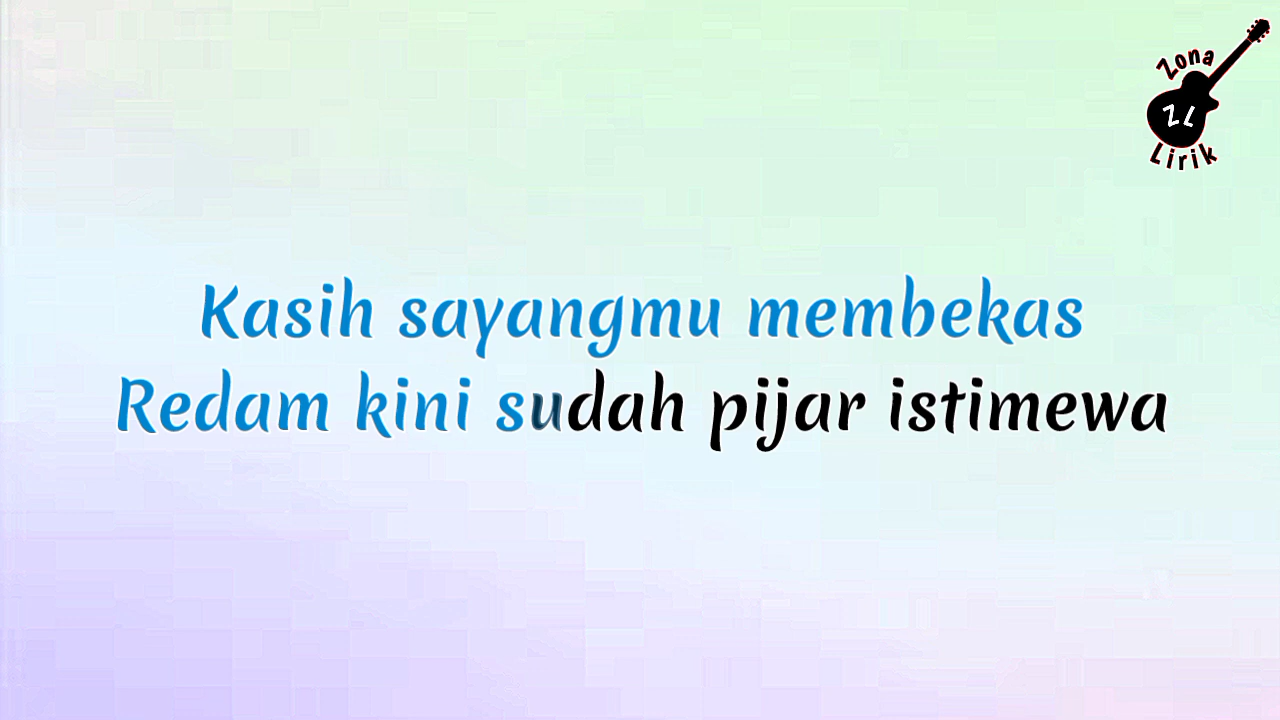 Zona
ZL
Lirik
Kasih sayangmu membekas
Redam kini sudah pijar istimewa